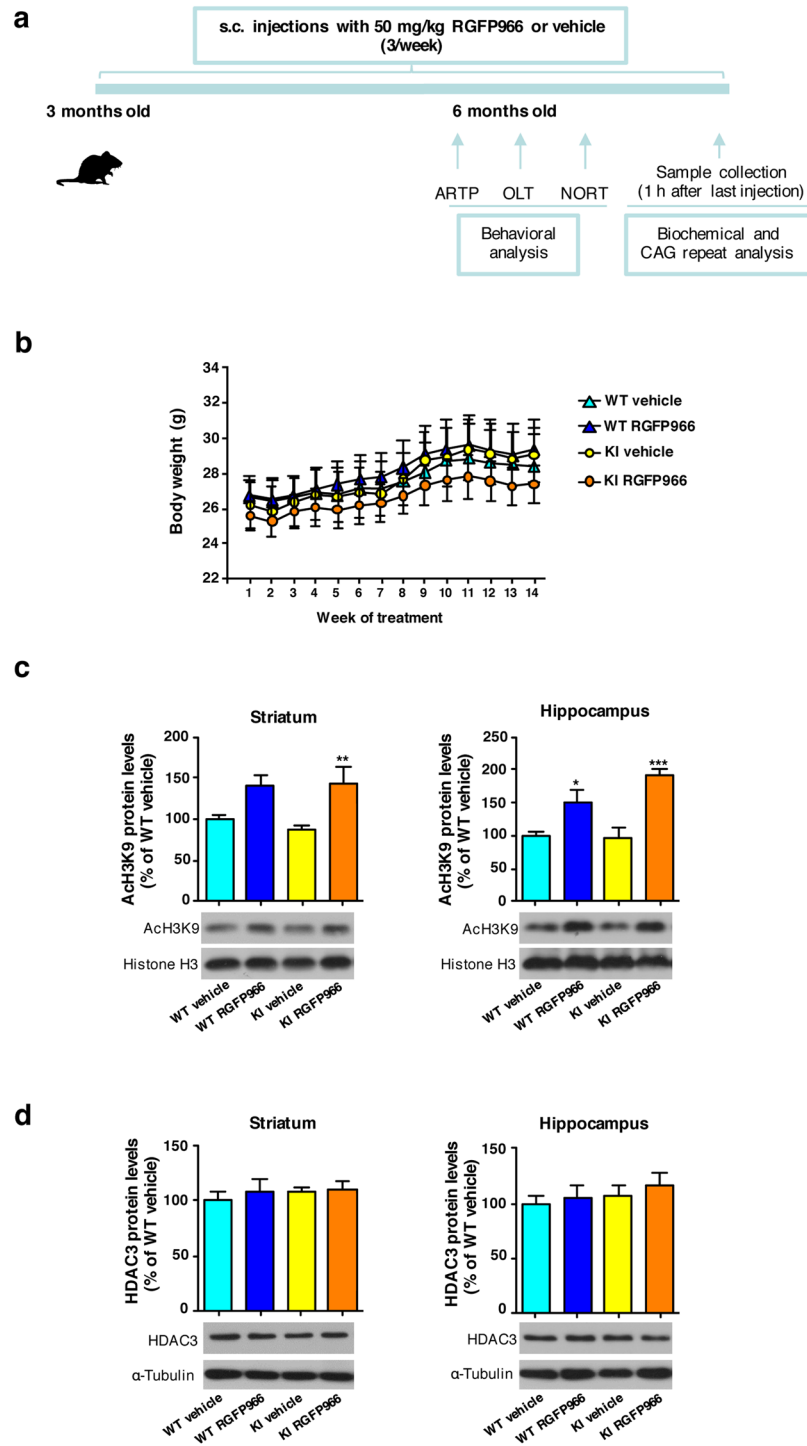 a
s.c. injections with 50 mg/kg RGFP966 or vehicle
(3/week)
3 months old
6 months old
ARTP
OLT
NORT
Sample collection
(1 h after last injection)
Behavioral
analysis
Biochemical and
CAG repeat analysis
b
Body weight (g)
34
32
30
28
26
24
22
1 2 3 4 5 6 7 8 9 10 11 12 13 14
Week of treatment
WT vehicle
WT RGFP966
KI vehicle
KI RGFP966
c
Striatum
AcH3K9 protein levels
(% of WT vehicle)
200
150
100
50
0
**
AcH3K9
Histone H3
WT vehicle
WT RGFP966
KI vehicle
KI RGFP966
Hippocampus
AcH3K9 protein levels
(% of WT vehicle)
250
200
150
100
50
0
*
***
AcH3K9
Histone H3
WT vehicle
WT RGFP966
KI vehicle
KI RGFP966
d
Striatum
HDAC3 protein levels
(% of WT vehicle)
150
100
50
0
HDAC3
α-Tubulin
WT vehicle
WT RGFP966
KI vehicle
KI RGFP966
Hippocampus
HDAC3 protein levels
(% of WT vehicle)
150
100
50
0
HDAC3
α-Tubulin
WT vehicle
WT RGFP966
KI vehicle
KI RGFP966